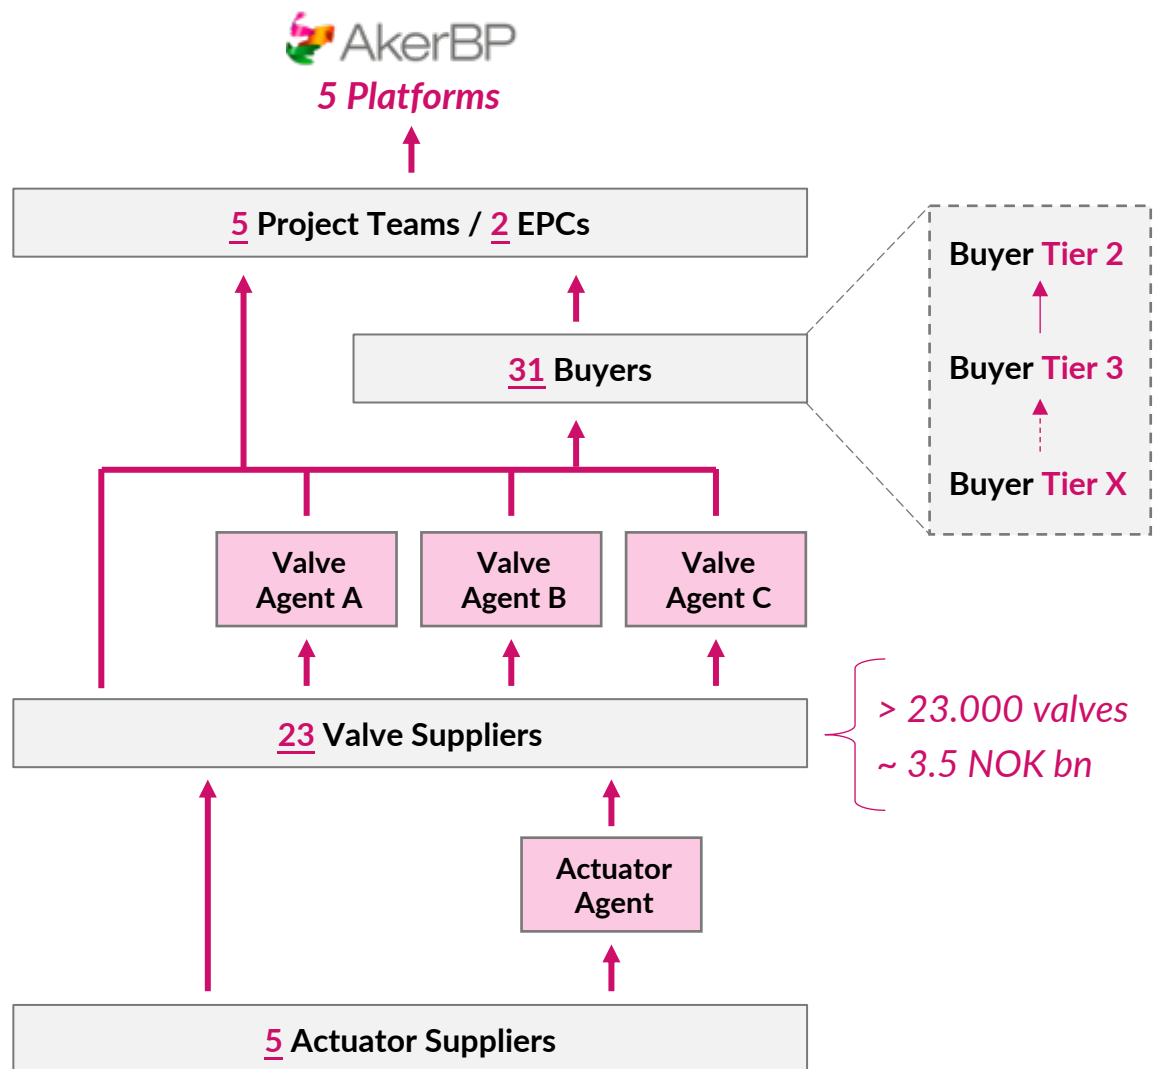 AkerBP
5 Platforms
5 Project Teams / 2 EPCs
31 Buyers
Buyer Tier 2
Buyer Tier 3
Buyer Tier X
Valve
Agent A
Valve
Agent B
Valve
Agent C
23 Valve Suppliers
> 23.000 valves
~ 3.5 NOK bn
Actuator
Agent
5 Actuator Suppliers